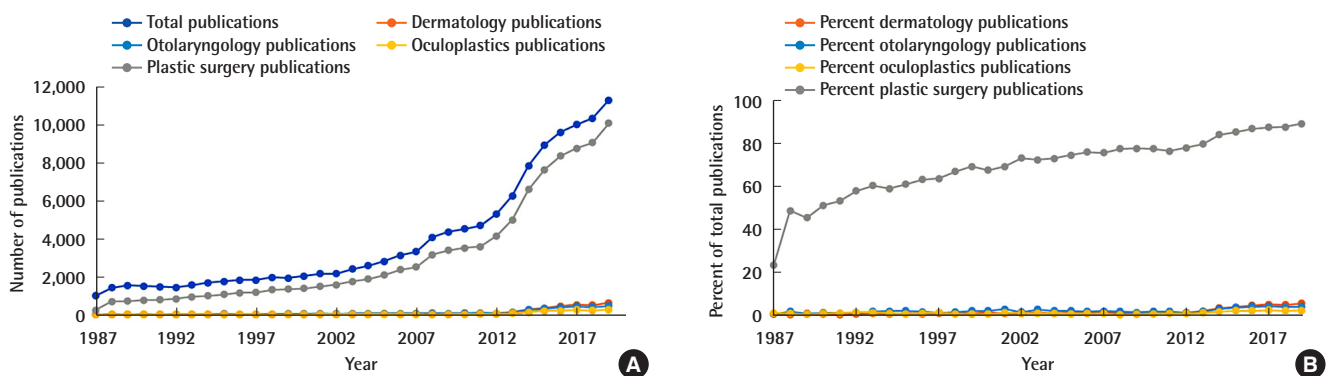 Total publications
Dermatology publications
Otolaryngology publications
Oculoplastics publications
Plastic surgery publications
Number of publications
12,000
10,000
8,000
6,000
4,000
2,000
0
1987 1992 1997 2002 2007 2012 2017
Year
A
Percent dermatology publications
Percent otolaryngology publications
Percent oculoplastics publications
Percent plastic surgery publications
Percent of total publications
100
80
60
40
20
0
1987 1992 1997 2002 2007 2012 2017
Year
B